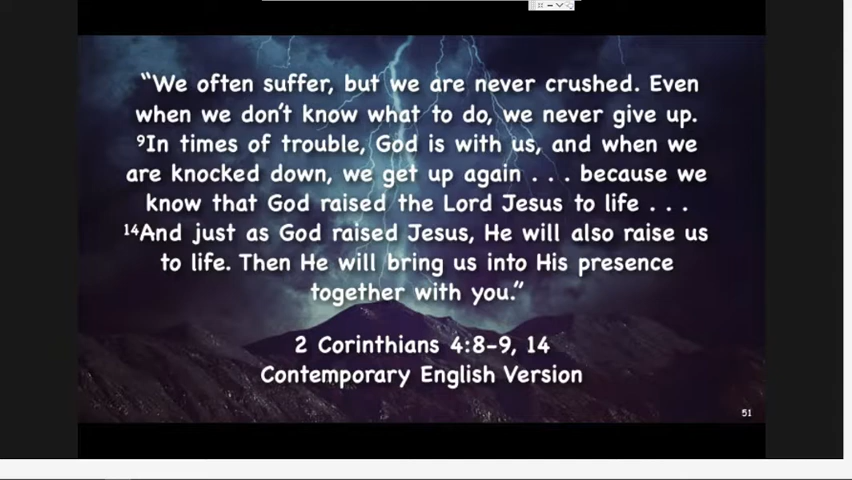 “We often suffer, but we are never crushed. Even
when we don’t know what to do, we never give up.
⁹In times of trouble, God is with us, and when we
are knocked down, we get up again . . . because we
know that God raised the Lord Jesus to life . . .
¹⁴And just as God raised Jesus, He will also raise us
to life. Then He will bring us into His presence
together with you.”
2 Corinthians 4:8–9, 14
Contemporary English Version
51